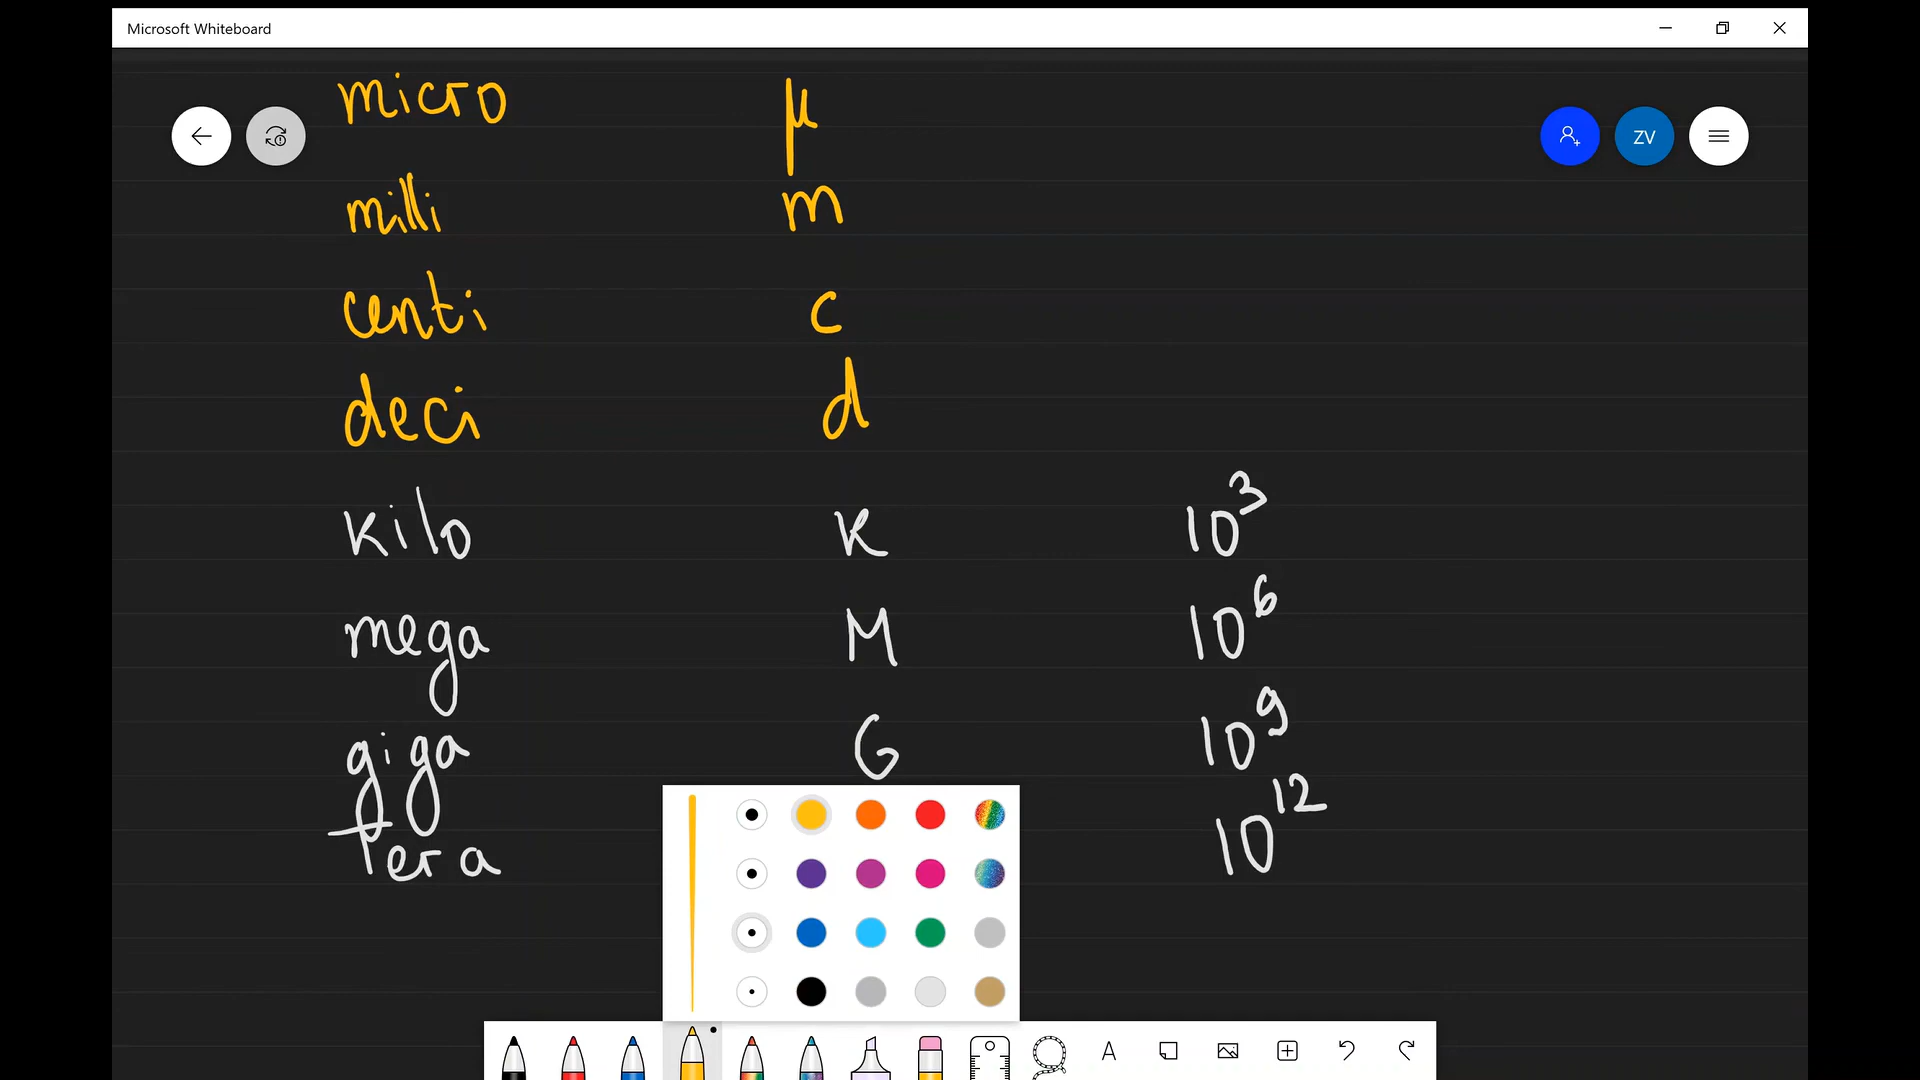 Microsoft Whiteboard
micro μ
ZV
milli m
centi c
deci d
kilo K 10³
mega M 10⁶
giga G 10⁹
Tera 10¹²
A